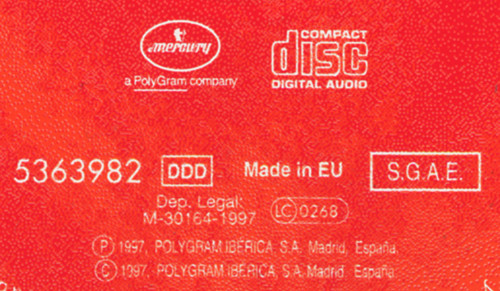 mercury
a PolyGram company
COMPACT
disc
DIGITAL AUDIO
5363982 DDD Made in EU S.G.A.E.
Dep. Legal:
M-30164-1997 LC 0268
Ⓟ 1997, POLYGRAM IBERICA, S.A. Madrid, España.
© 1997, POLYGRAM IBERICA, S.A. Madrid, España.